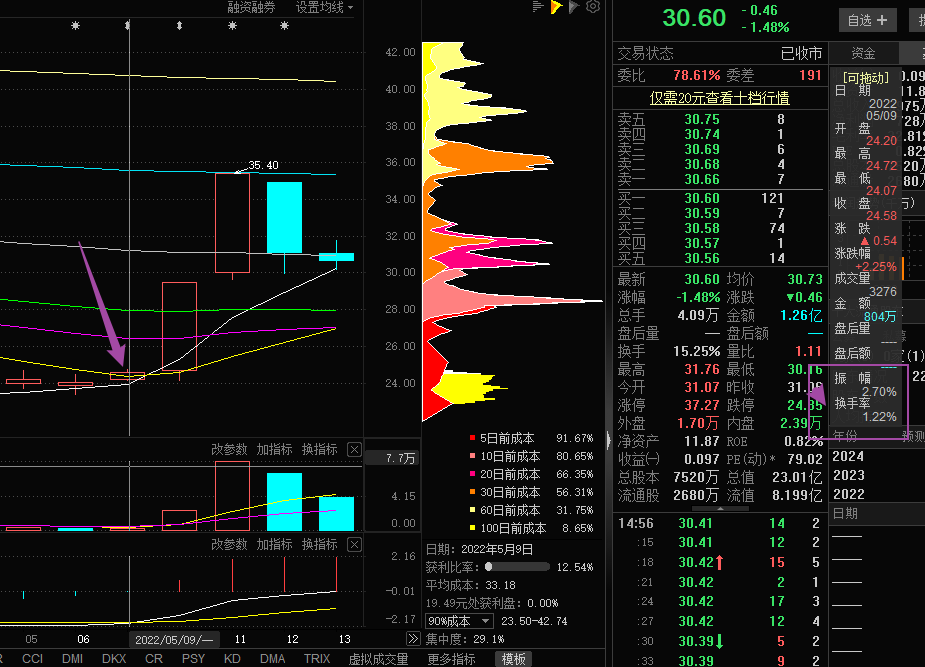 融资融券 设置均线
35.40
42.00
40.00
38.00
36.00
34.00
32.00
30.00
28.00
26.00
24.00
改参数 加指标 换指标
7.7万
4.15
0.00
改参数 加指标 换指标
2.16
-0.01
-2.17
05 06 2022/05/09/一 11 12 13
CCI DMI DKX CR PSY KD DMA TRIX 虚拟成交量 更多指标 模板
5日前成本 91.67%
10日前成本 80.65%
20日前成本 66.35%
30日前成本 56.31%
60日前成本 31.75%
100日前成本 8.65%
日期: 2022年5月9日
获利比率: 12.54%
平均成本: 33.18
19.49元处获利盘: 0.00%
90%成本 23.50-42.74
集中度: 29.1%
30.60 -0.46
-1.48%
自选＋
交易状态 已收市
委比 78.61% 委差 191
仅需20元查看十档行情
卖五 30.75 8
卖四 30.74 1
卖三 30.69 6
卖二 30.68 4
卖一 30.66 7
买一 30.60 121
买二 30.59 7
买三 30.58 74
买四 30.57 1
买五 30.56 14
最新 30.60 均价 30.73
涨幅 -1.48% 涨跌 ▼0.46
总手 4.09万 金额 1.26亿
盘后量 — 盘后额 —
换手 15.25% 量比 1.11
最高 31.76 最低 30.16
今开 31.07 昨收 31.06
涨停 37.27 跌停 24.85
外盘 1.70万 内盘 2.39万
净资产 11.87 ROE 0.82%
收益(一) 0.097 PE(动)* 79.02
总股本 7520万 总值 23.01亿
流通股 2680万 流值 8.199亿
14:56 30.41 14 2
:15 30.41 12 2
:18 30.42↑ 15 5
:21 30.42 2 1
:24 30.42 17 3
:27 30.42 12 4
:30 30.39↓ 5 2
:33 30.39 9 2
资金
[可拖动]
日 期
2022
05/09
开 盘
24.20
最 高
24.72
最 低
24.07
收 盘
24.58
涨 跌
▲0.54
涨跌幅
+2.25%
成交量
3276
金 额
804万
盘后量
----
盘后额
----
振 幅
2.70%
换手率
1.22%
年份 预测
2024
2023
2022
日期